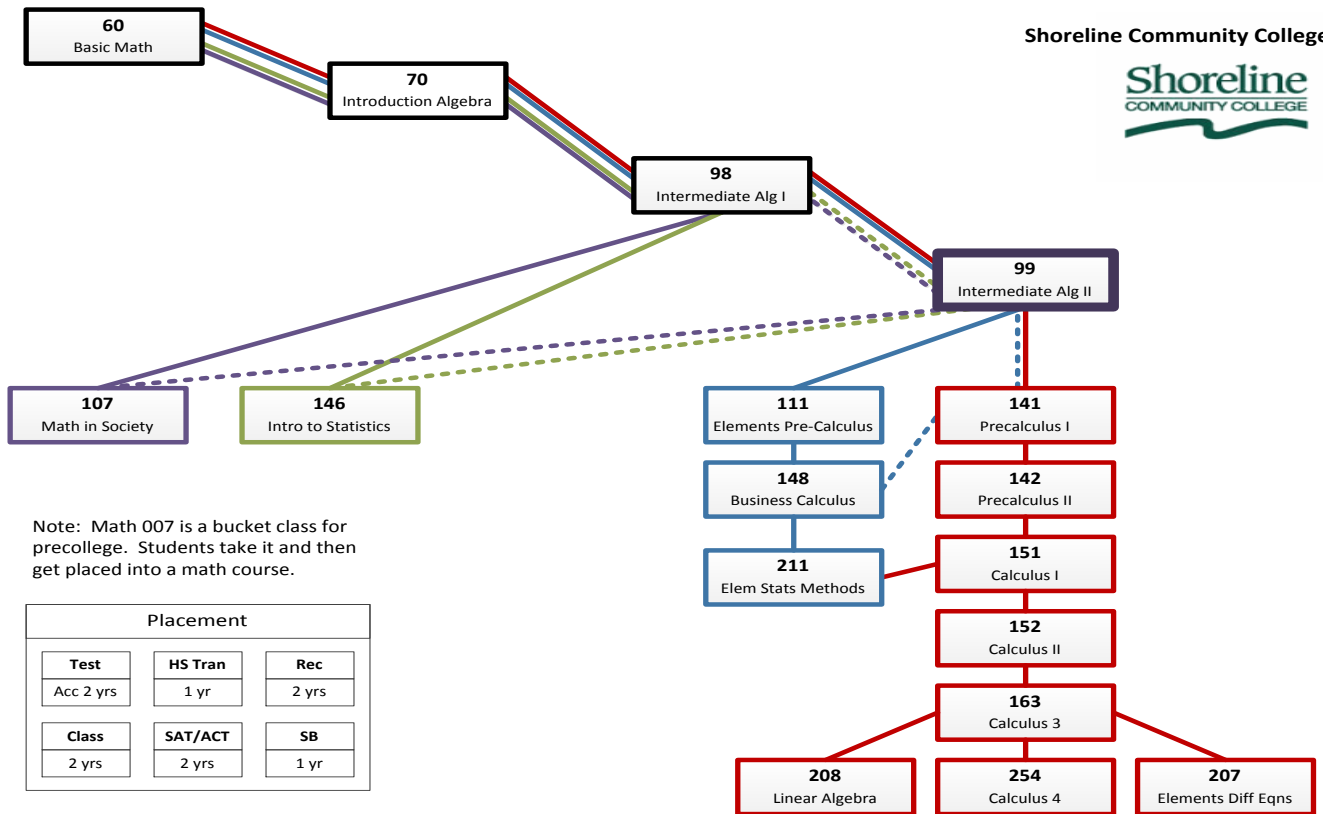 60
Basic Math
Shoreline Community College
Shoreline
COMMUNITY COLLEGE
70
Introduction Algebra
98
Intermediate Alg I
99
Intermediate Alg II
107
Math in Society
146
Intro to Statistics
111
Elements Pre-Calculus
141
Precalculus I
148
Business Calculus
142
Precalculus II
211
Elem Stats Methods
151
Calculus I
152
Calculus II
163
Calculus 3
208
Linear Algebra
254
Calculus 4
207
Elements Diff Eqns
Note: Math 007 is a bucket class for
precollege. Students take it and then
get placed into a math course.
Placement
Test
Acc 2 yrs
HS Tran
1 yr
Rec
2 yrs
Class
2 yrs
SAT/ACT
2 yrs
SB
1 yr